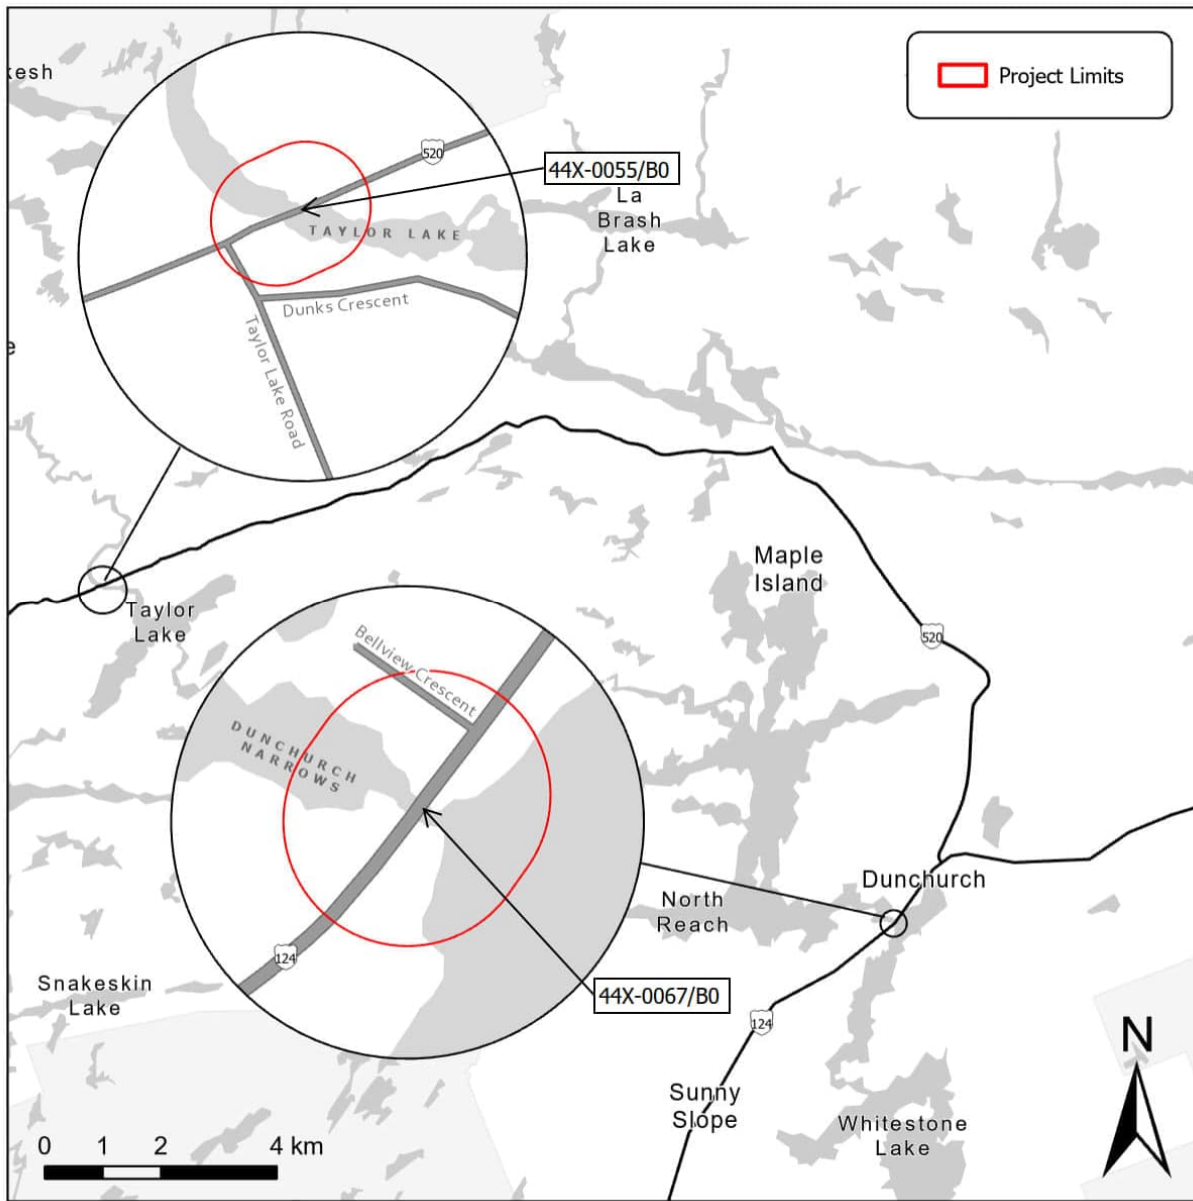 kesh
Project Limits
520
44X-0055/B0
La
Brash
Lake
TAYLOR LAKE
Dunks Crescent
Taylor Lake Road
e
Maple
Island
Taylor
Lake
520
Bellview Crescent
DUNCHURCH
NARROWS
Dunchurch
North
Reach
124
Snakeskin
Lake
44X-0067/B0
124
N
Sunny
Slope
Whitestone
Lake
0 1 2 4 km